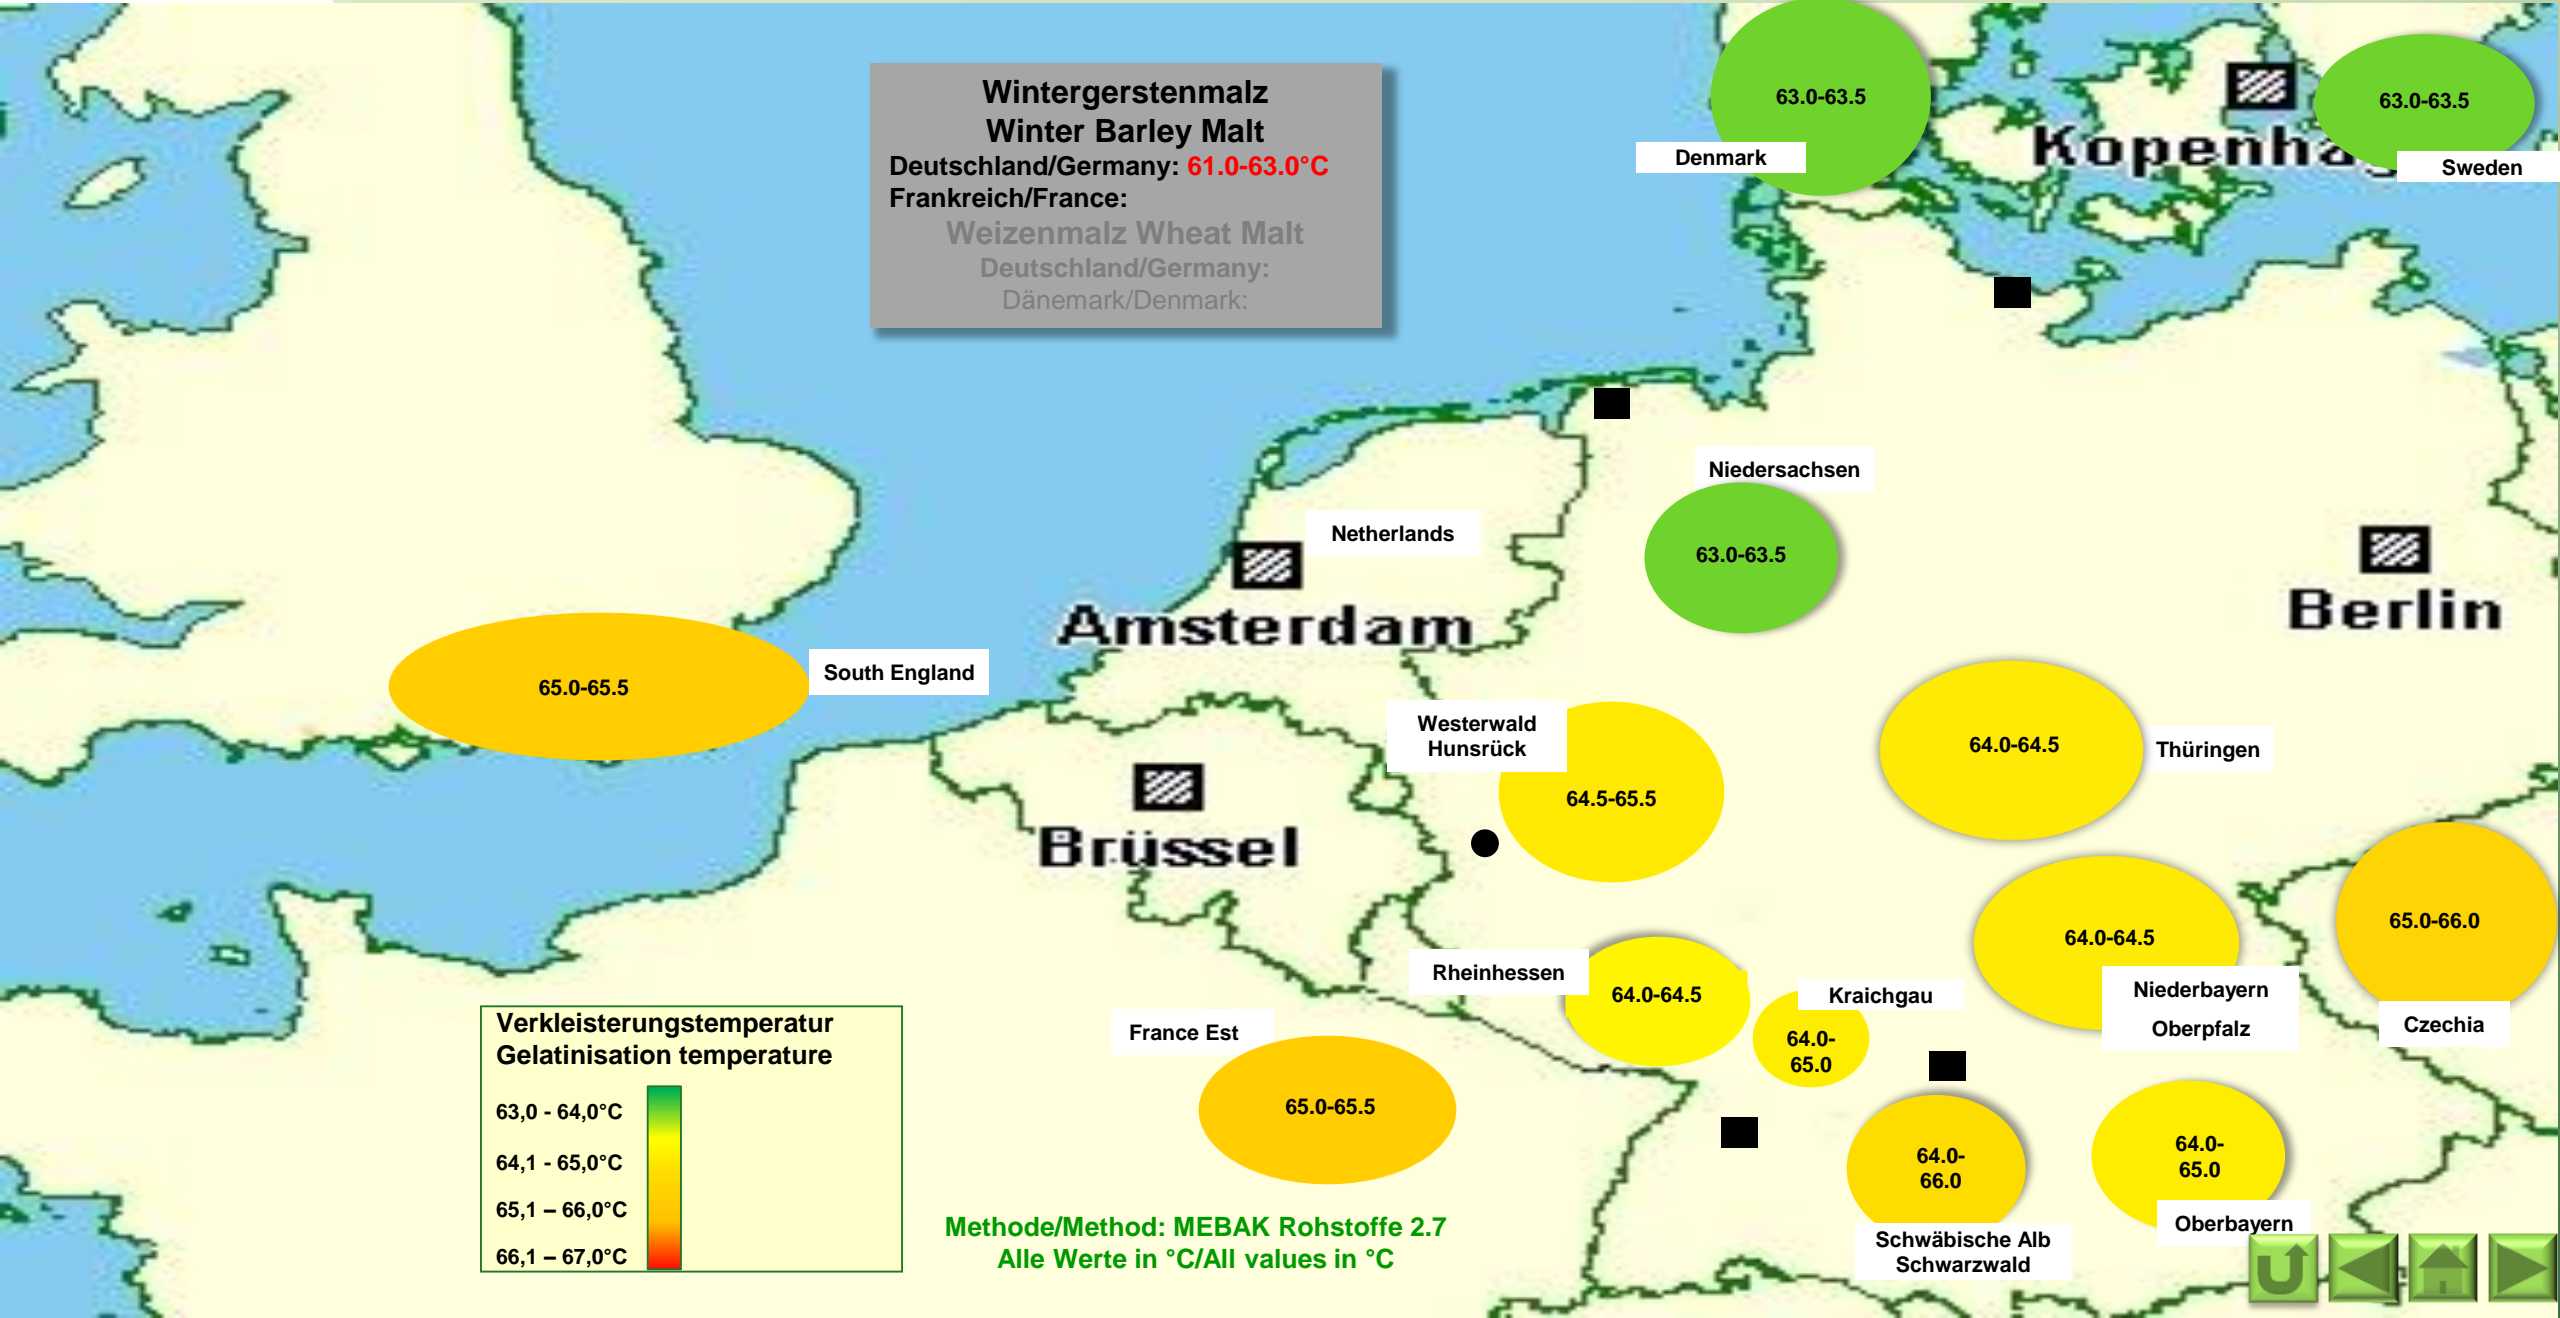 Wintergerstenmalz
Winter Barley Malt
Deutschland/Germany: 61.0-63.0°C
Frankreich/France:
Weizenmalz Wheat Malt
Deutschland/Germany:
Dänemark/Denmark:
63.0-63.5
Denmark
63.0-63.5
Sweden
Kopenhag
Niedersachsen
63.0-63.5
Netherlands
Amsterdam
Berlin
65.0-65.5
South England
Westerwald
Hunsrück
64.5-65.5
64.0-64.5
Thüringen
Brüssel
65.0-66.0
Czechia
64.0-64.5
Niederbayern
Oberpfalz
Rheinhessen
64.0-64.5
Kraichgau
64.0-
65.0
France Est
65.0-65.5
64.0-
66.0
Schwäbische Alb
Schwarzwald
64.0-
65.0
Oberbayern
Verkleisterungstemperatur
Gelatinisation temperature
63,0 - 64,0°C
64,1 - 65,0°C
65,1 – 66,0°C
66,1 – 67,0°C
Methode/Method: MEBAK Rohstoffe 2.7
Alle Werte in °C/All values in °C